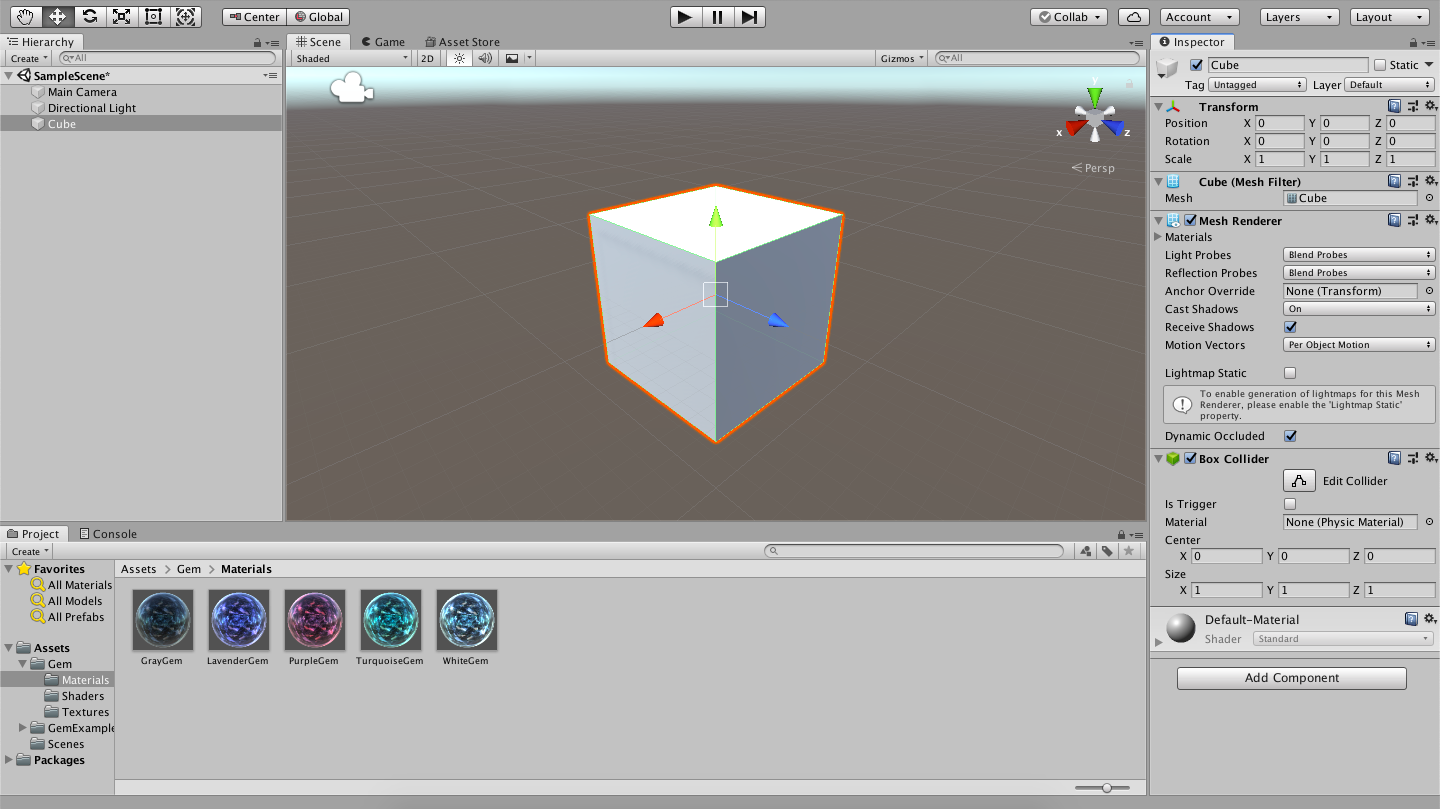 Center Global Collab Account Layers Layout
Hierarchy
Create All
SampleScene*
Main Camera
Directional Light
Cube
Scene Game Asset Store
Shaded 2D Gizmos All
y
x z
Persp
Project Console
Create
Favorites
All Materials
All Models
All Prefabs
Assets
Gem
Materials
Shaders
Textures
GemExample
Scenes
Packages
Assets > Gem > Materials
GrayGem LavenderGem PurpleGem TurquoiseGem WhiteGem
Inspector
Cube Static
Tag Untagged Layer Default
Transform
Position X 0 Y 0 Z 0
Rotation X 0 Y 0 Z 0
Scale X 1 Y 1 Z 1
Cube (Mesh Filter)
Mesh Cube
Mesh Renderer
Materials
Light Probes Blend Probes
Reflection Probes Blend Probes
Anchor Override None (Transform)
Cast Shadows On
Receive Shadows
Motion Vectors Per Object Motion
Lightmap Static
To enable generation of lightmaps for this Mesh
Renderer, please enable the 'Lightmap Static'
property.
Dynamic Occluded
Box Collider
Edit Collider
Is Trigger
Material None (Physic Material)
Center
X 0 Y 0 Z 0
Size
X 1 Y 1 Z 1
Default-Material
Shader Standard
Add Component